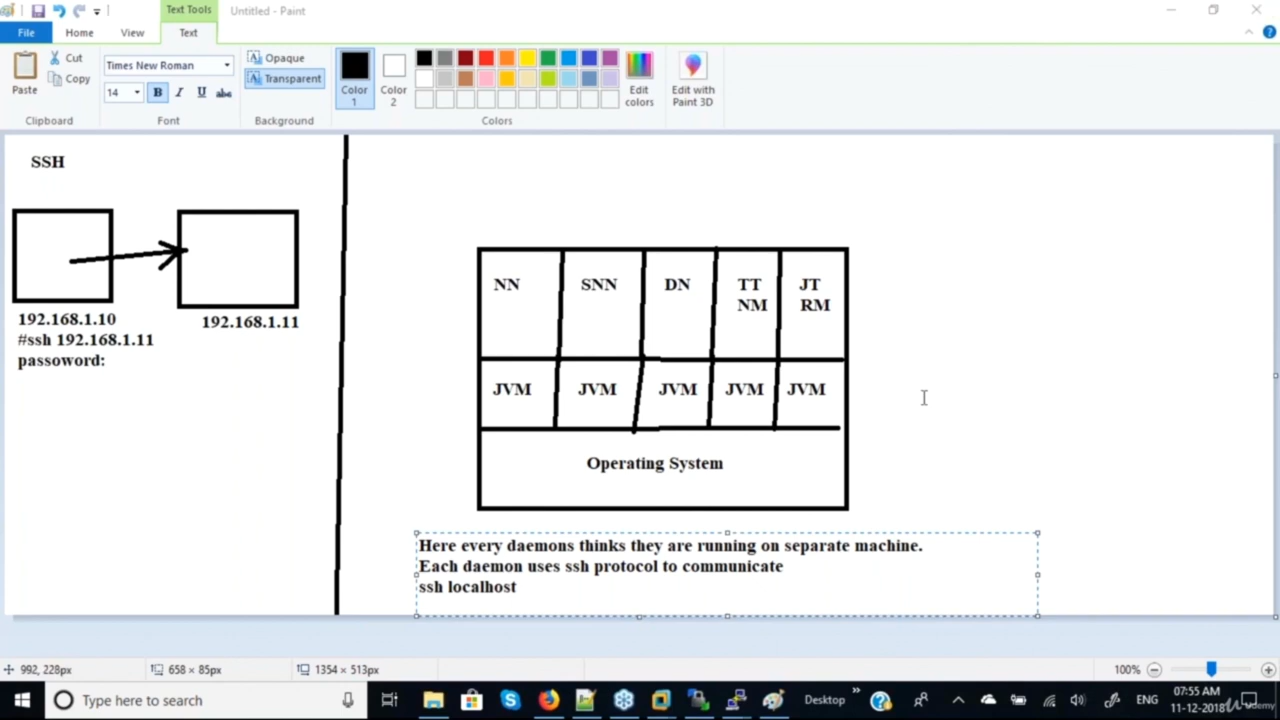 Text Tools
Untitled - Paint
File
Home
View
Text
Cut
Copy
Paste
Clipboard
Times New Roman
14
B
I
U
abc
Font
Opaque
Transparent
Background
Color
1
Color
2
Colors
Edit
colors
Edit with
Paint 3D
SSH
192.168.1.10
#ssh 192.168.1.11
passoword:
192.168.1.11
NN
SNN
DN
TT
NM
JT
RM
JVM
JVM
JVM
JVM
JVM
Operating System
Here every daemons thinks they are running on separate machine.
Each daemon uses ssh protocol to communicate
ssh localhost
992, 228px
658 × 85px
1354 × 513px
100%
Type here to search
Desktop
ENG
07:55 AM
11-12-2018
Udemy